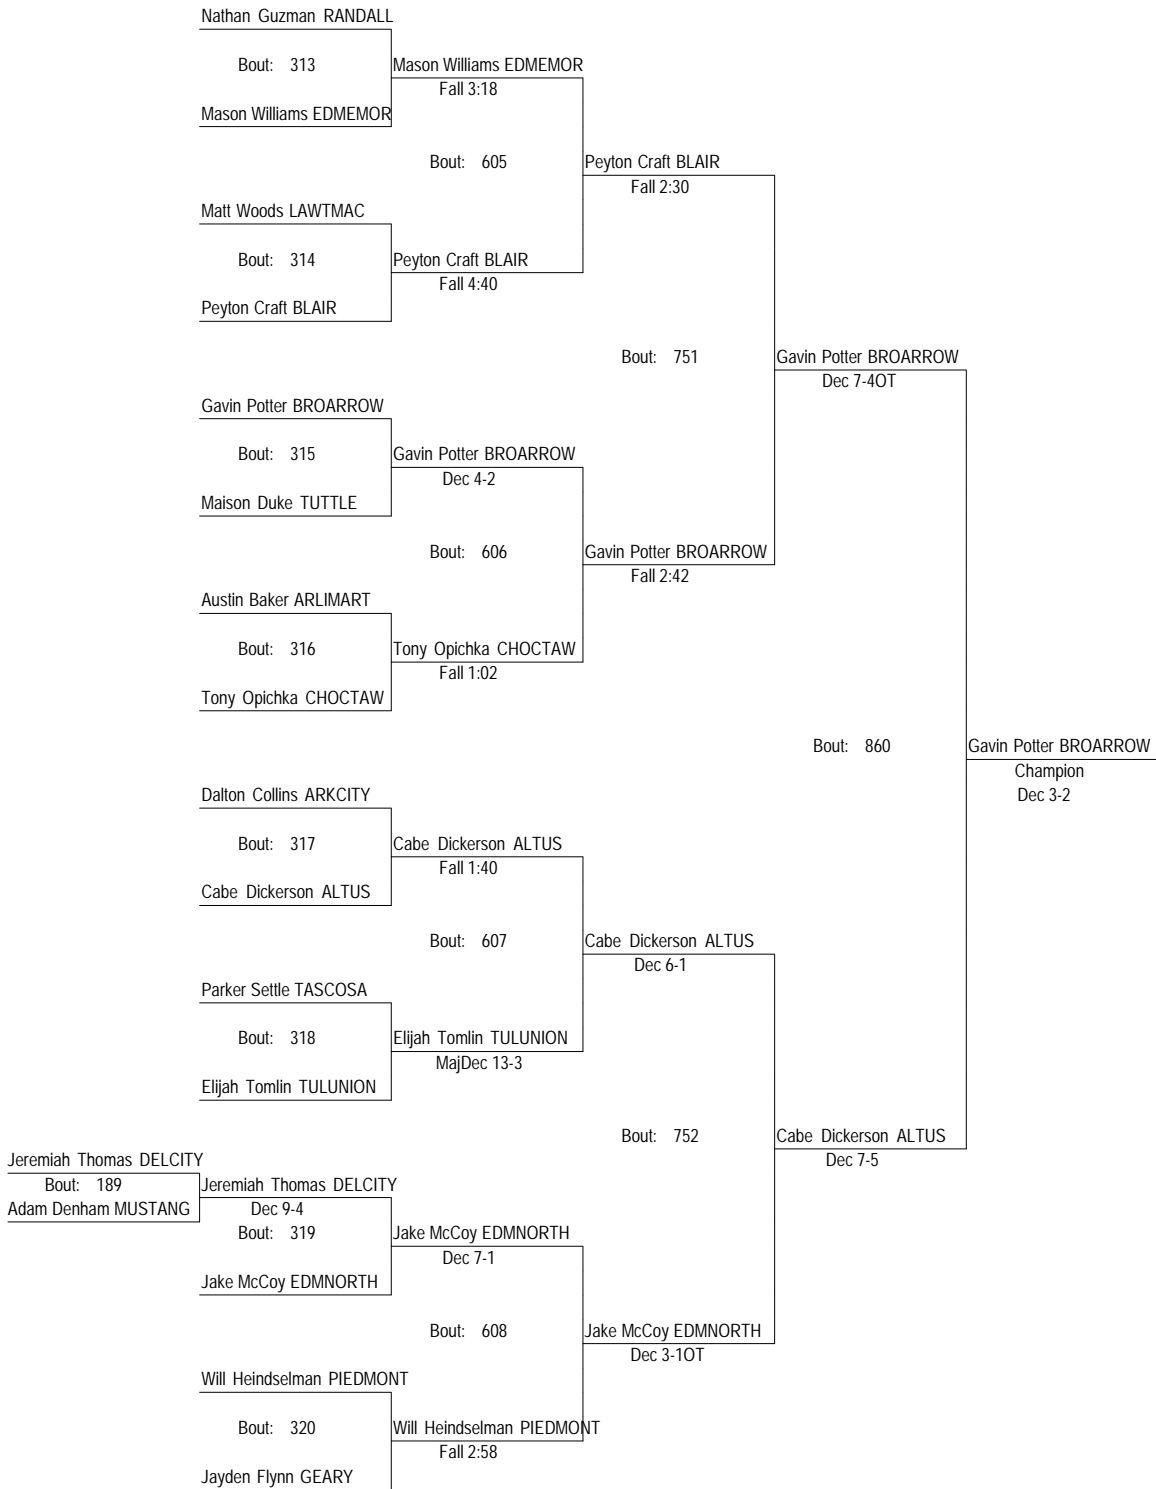 Nathan Guzman RANDALL
Bout: 313
Mason Williams EDMEMOR
Fall 3:18
Mason Williams EDMEMOR
Bout: 605
Peyton Craft BLAIR
Fall 2:30
Matt Woods LAWTMAC
Bout: 314
Peyton Craft BLAIR
Fall 4:40
Peyton Craft BLAIR
Bout: 751
Gavin Potter BROARROW
Dec 7-4OT
Gavin Potter BROARROW
Bout: 315
Gavin Potter BROARROW
Dec 4-2
Maison Duke TUTTLE
Bout: 606
Gavin Potter BROARROW
Fall 2:42
Austin Baker ARLIMART
Bout: 316
Tony Opichka CHOCTAW
Fall 1:02
Tony Opichka CHOCTAW
Bout: 860
Gavin Potter BROARROW
Champion
Dec 3-2
Dalton Collins ARKCITY
Bout: 317
Cabe Dickerson ALTUS
Fall 1:40
Cabe Dickerson ALTUS
Bout: 607
Cabe Dickerson ALTUS
Dec 6-1
Parker Settle TASCOSA
Bout: 318
Elijah Tomlin TULUNION
MajDec 13-3
Elijah Tomlin TULUNION
Bout: 752
Cabe Dickerson ALTUS
Dec 7-5
Jeremiah Thomas DELCITY
Bout: 189
Jeremiah Thomas DELCITY
Adam Denham MUSTANG
Dec 9-4
Bout: 319
Jake McCoy EDMNORTH
Dec 7-1
Jake McCoy EDMNORTH
Bout: 608
Jake McCoy EDMNORTH
Dec 3-1OT
Will Heindselman PIEDMONT
Bout: 320
Will Heindselman PIEDMONT
Fall 2:58
Jayden Flynn GEARY